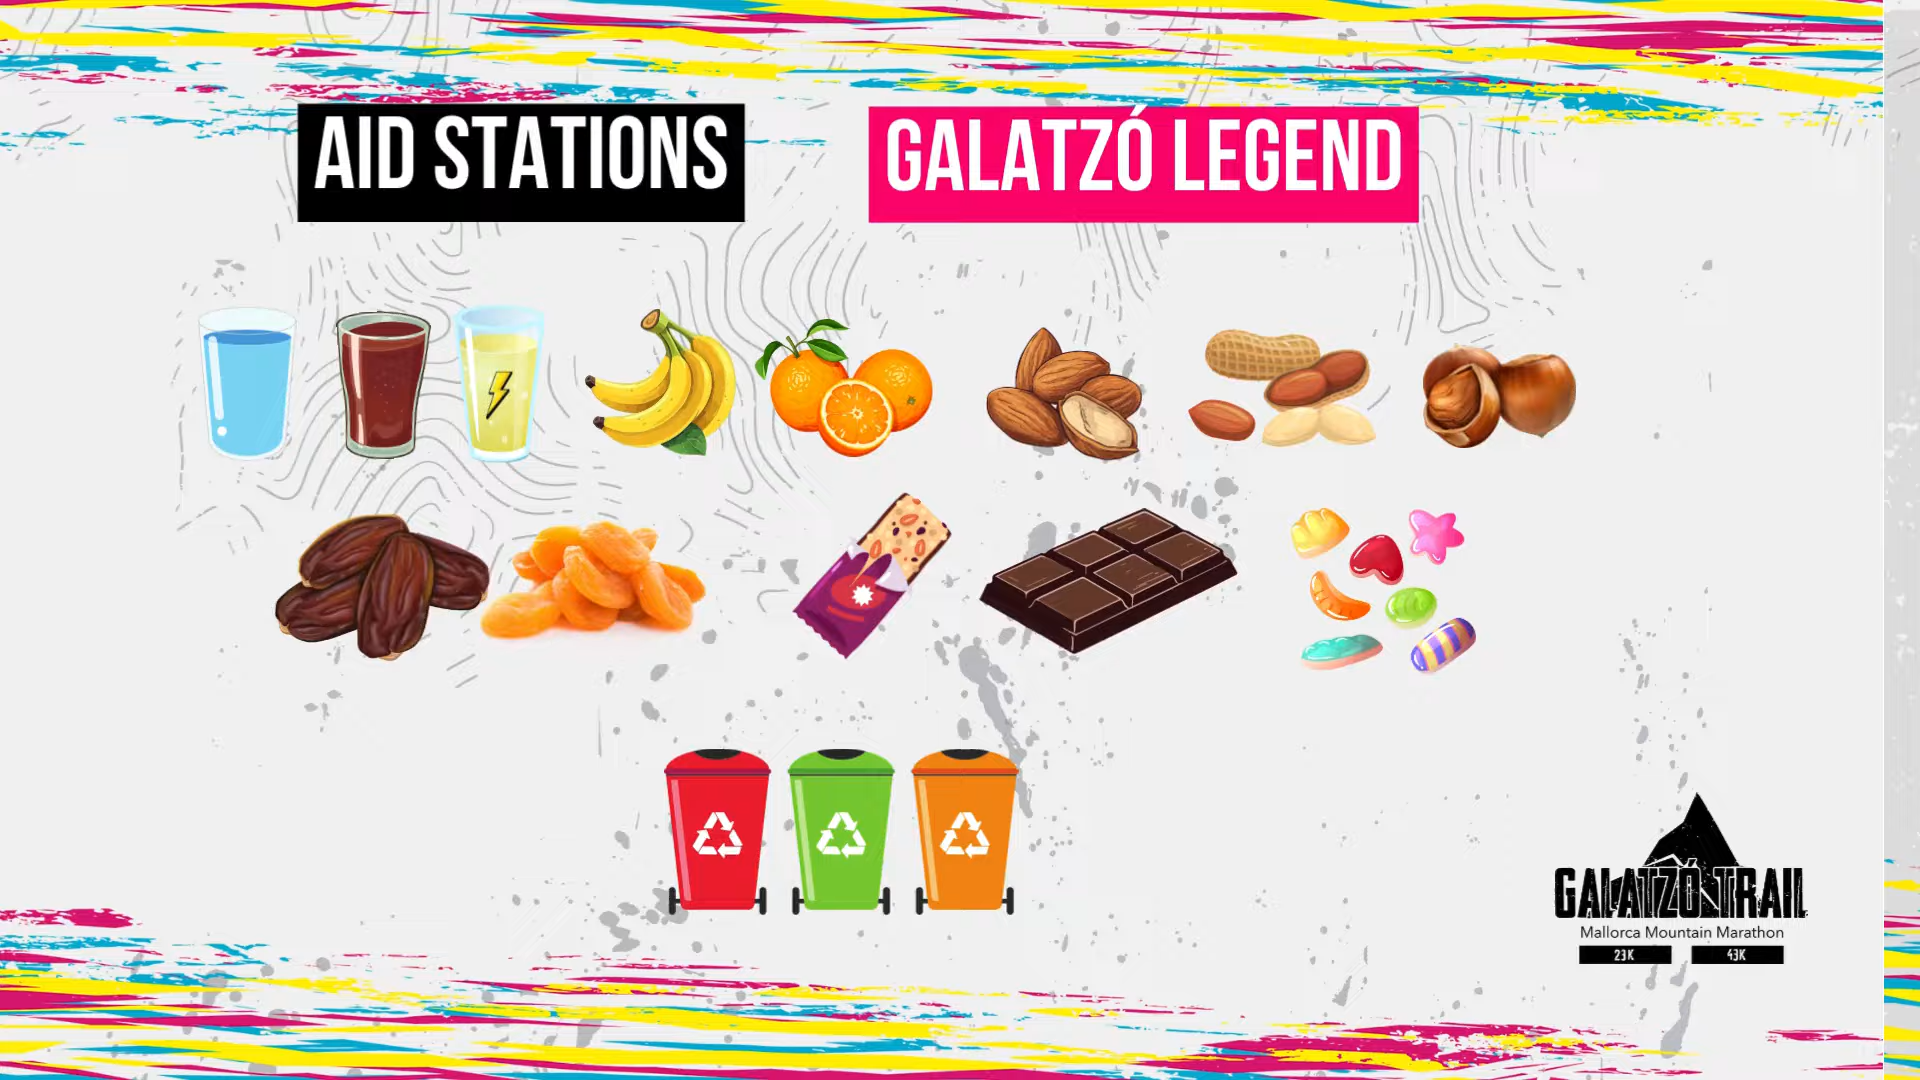 AID STATIONS
GALATZÓ LEGEND
GALATZÓ TRAIL
Mallorca Mountain Marathon
23K
43K